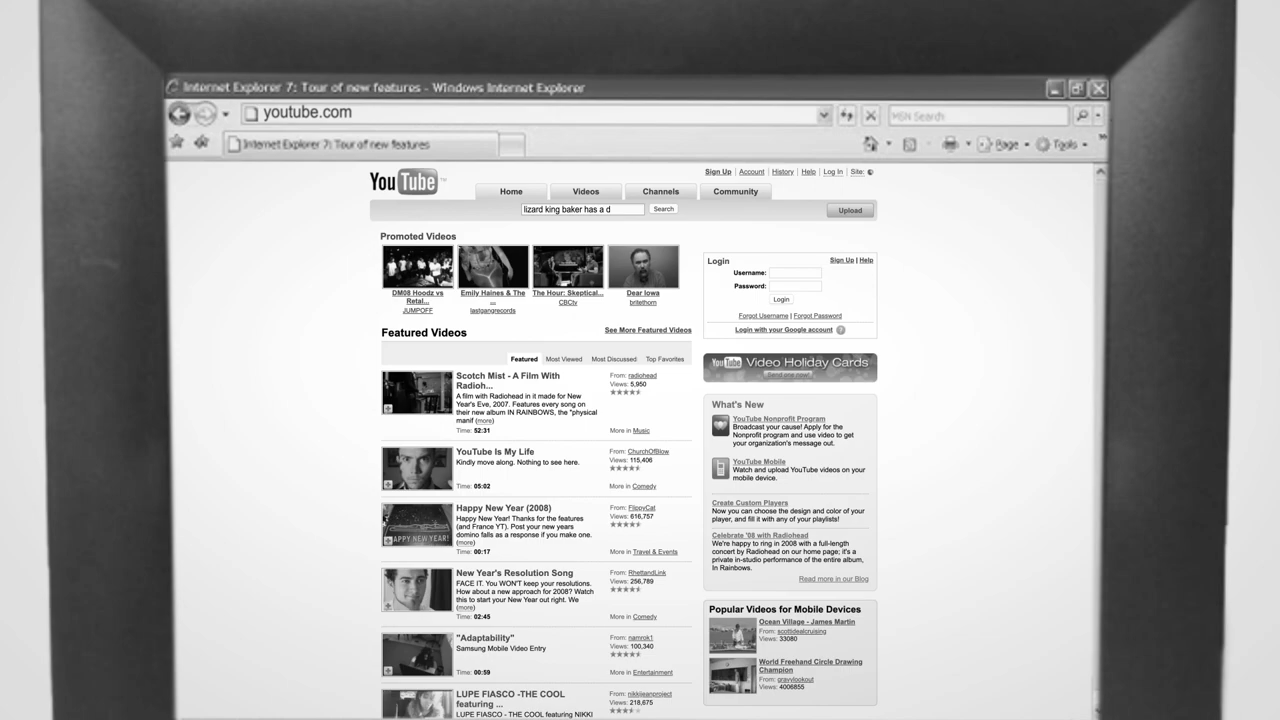 Internet Explorer 7: Tour of new features - Windows Internet Explorer
youtube.com
MSN Search
Internet Explorer 7: Tour of new features
Page
Tools
YouTube™
Sign Up | Account | History | Help | Log In | Site:
Home
Videos
Channels
Community
lizard king baker has a d
Search
Upload
Promoted Videos
DM08 Hoodz vs
Retal...
JUMPOFF
Emily Haines & The
...
lastgangrecords
The Hour: Skeptical...
CBCtv
Dear Iowa
britethorn
Login
Sign Up | Help
Username:
Password:
Login
Forgot Username | Forgot Password
Login with your Google account ?
Featured Videos
See More Featured Videos
Featured
Most Viewed
Most Discussed
Top Favorites
Scotch Mist - A Film With
Radioh...
A film with Radiohead in it made for New
Year's Eve, 2007. Features every song on
their new album IN RAINBOWS, the "physical
manif (more)
Time: 52:31
From: radiohead
Views: 5,950
More in Music
YouTube Is My Life
Kindly move along. Nothing to see here.
Time: 05:02
From: ChurchOfBlow
Views: 115,406
More in Comedy
HAPPY NEW YEAR!
Happy New Year (2008)
Happy New Year! Thanks for the features
(and France YT). Post your new years
domino falls as a response if you make one.
(more)
Time: 00:17
From: FlippyCat
Views: 616,757
More in Travel & Events
New Year's Resolution Song
FACE IT. You WON'T keep your resolutions.
How about a new approach for 2008? Watch
this to start your New Year out right. We
(more)
Time: 02:45
From: RhettandLink
Views: 256,789
More in Comedy
"Adaptability"
Samsung Mobile Video Entry
Time: 00:59
From: namrok1
Views: 100,340
More in Entertainment
LUPE FIASCO -THE COOL
featuring ...
LUPE FIASCO - THE COOL featuring NIKKI
From: nikkijeanproject
Views: 218,675
YouTube Video Holiday Cards
Send one now!
What's New
YouTube Nonprofit Program
Broadcast your cause! Apply for the
Nonprofit program and use video to get
your organization's message out.
YouTube Mobile
Watch and upload YouTube videos on your
mobile device.
Create Custom Players
Now you can choose the design and color of your
player, and fill it with any of your playlists!
Celebrate '08 with Radiohead
We're happy to ring in 2008 with a full-length
concert by Radiohead on our home page; it's a
private in-studio performance of the entire album,
In Rainbows.
Read more in our Blog
Popular Videos for Mobile Devices
Ocean Village - James Martin
From: scottidealcruising
Views: 33080
World Freehand Circle Drawing
Champion
From: gravylookout
Views: 4006855